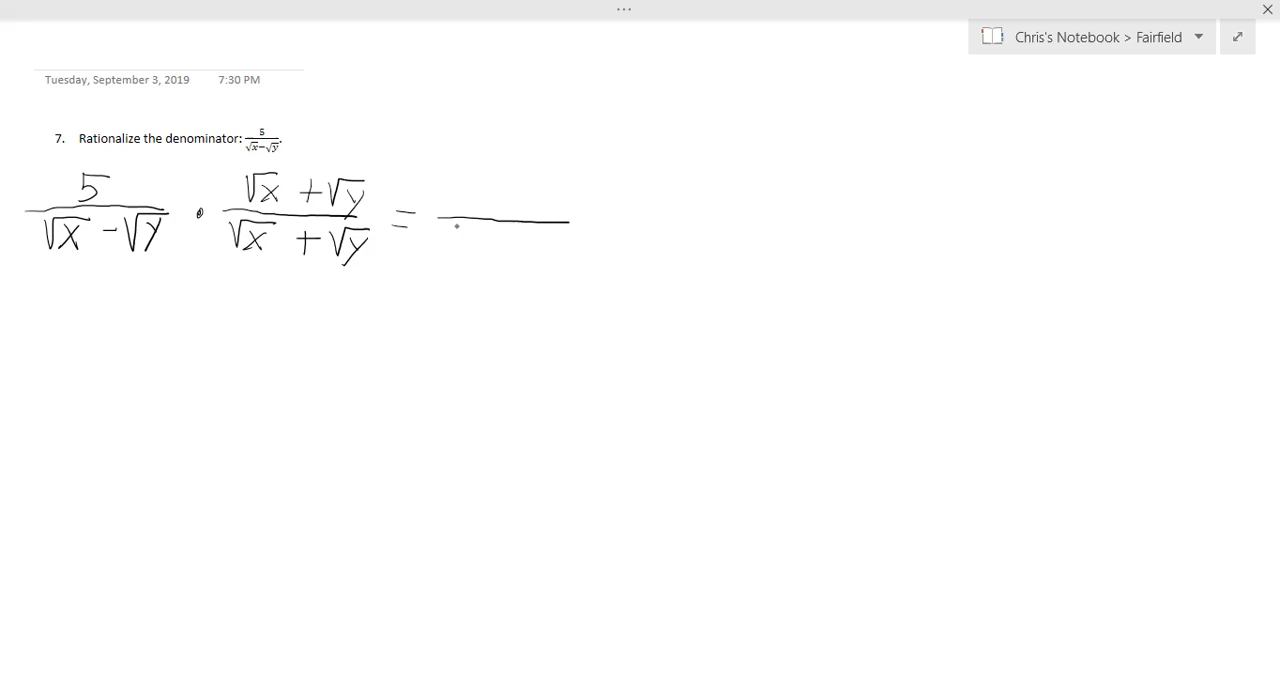 Chris's Notebook > Fairfield
Tuesday, September 3, 2019 7:30 PM
7. Rationalize the denominator: 5/(√x−√y).
5/(√x − √y) · (√x + √y)/(√x + √y) =